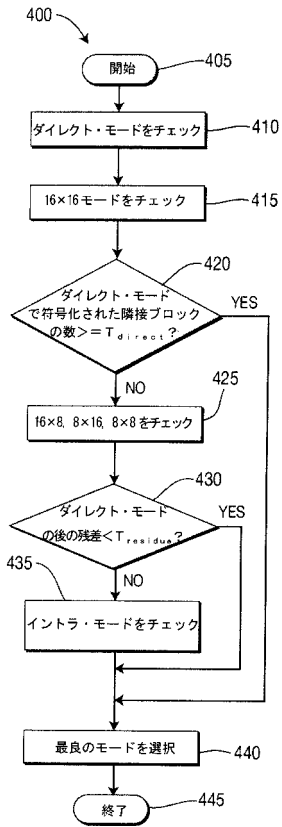 400
開始
405
ダイレクト・モードをチェック
410
16×16モードをチェック
415
420
ダイレクト・モード
で符号化された隣接ブロック
の数>=Tdirect?
YES
NO
425
16×8, 8×16, 8×8をチェック
430
ダイレクト・モード
の後の残差<Tresidue?
YES
435
NO
イントラ・モードをチェック
最良のモードを選択
440
終了
445